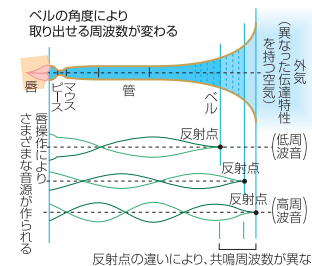 ベルの角度により
取り出せる周波数が変わる
唇
マウス
ピース
管
ベル
外気
(異なった伝達特性
を持つ空気)
唇操作により
さまざまな音源が作られる
反射点
(低周
波音)
反射点
反射点
(高周
波音)
反射点の違いにより、共鳴周波数が異な